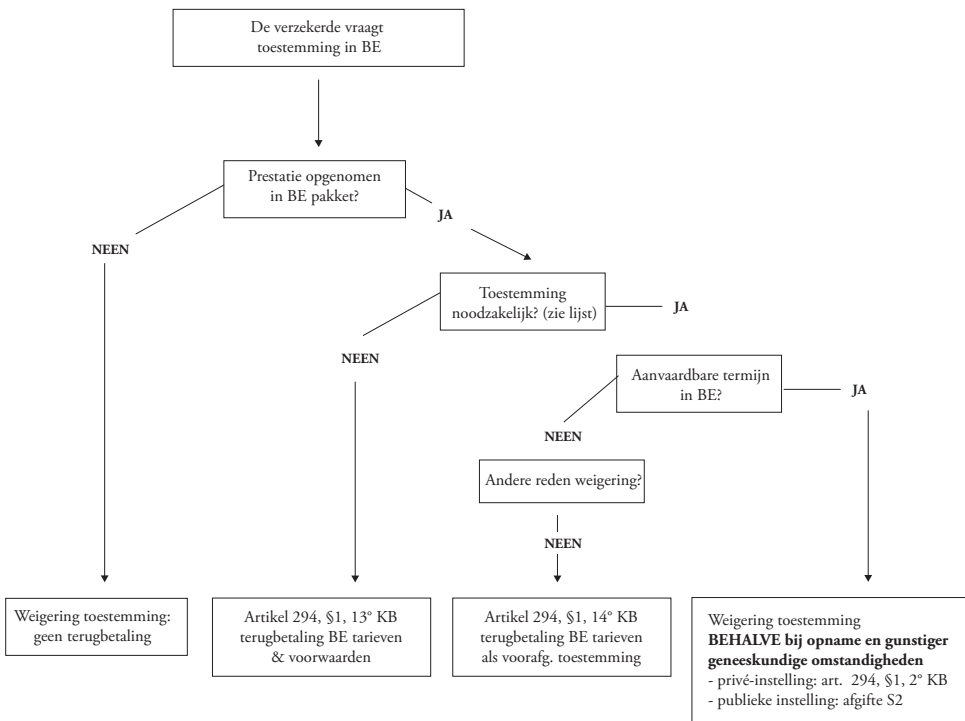 De verzekerde vraagt
toestemming in BE
Prestatie opgenomen
in BE pakket?
JA
NEEN
Toestemming
noodzakelijk? (zie lijst)
JA
NEEN
Aanvaardbare termijn
in BE?
JA
NEEN
Andere reden weigering?
NEEN
Weigering toestemming:
geen terugbetaling
Artikel 294, §1, 13° KB
terugbetaling BE tarieven
& voorwaarden
Artikel 294, §1, 14° KB
terugbetaling BE tarieven
als voorafg. toestemming
Weigering toestemming
BEHALVE bij opname en gunstiger
geneeskundige omstandigheden
- privé-instelling: art. 294, §1, 2° KB
- publieke instelling: afgifte S2